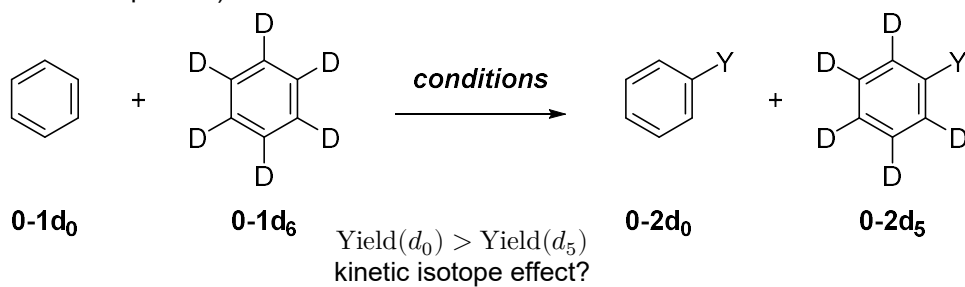 D D
D D D Y
Y
conditions
+ +
D D D D
D D
0-1d₀ 0-1d₆ 0-2d₀ 0-2d₅
Yield(d₀) > Yield(d₅)
kinetic isotope effect?